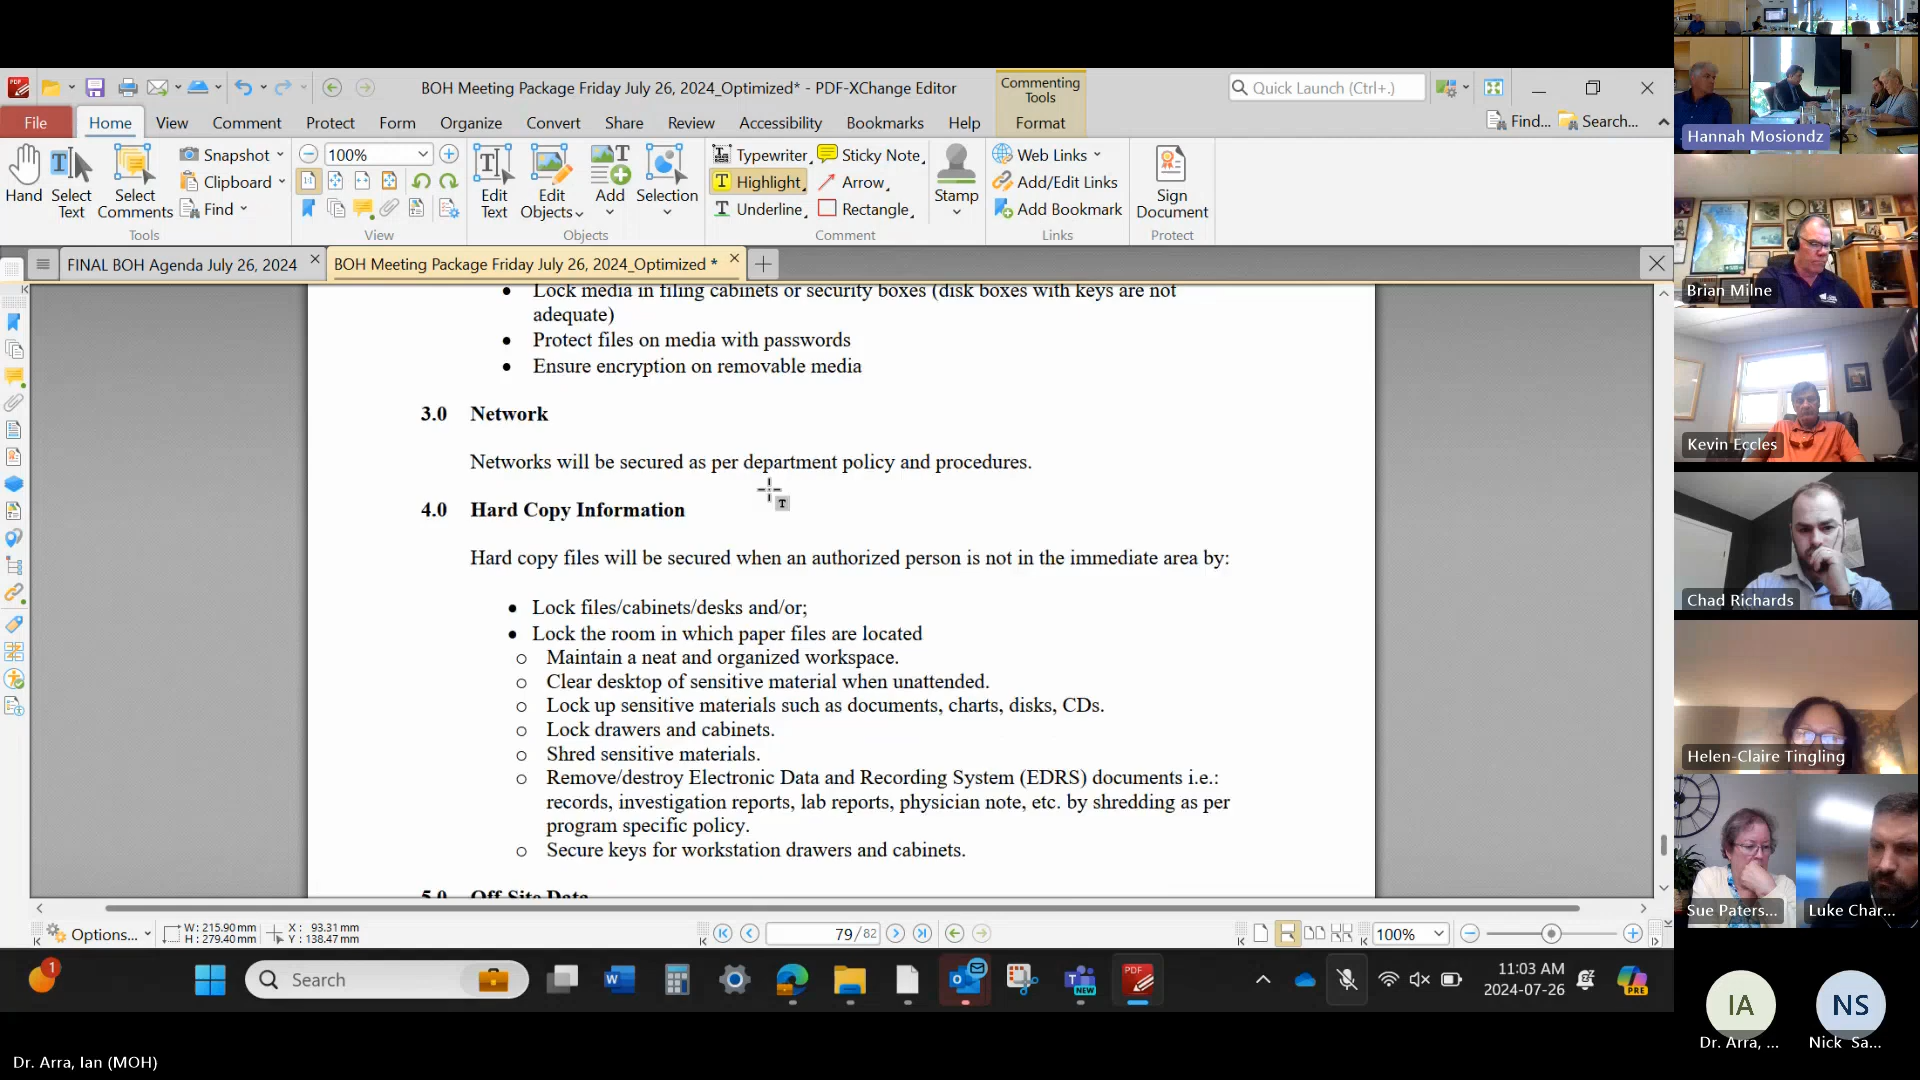 BOH Meeting Package Friday July 26, 2024_Optimized* - PDF-XChange Editor
Commenting Tools
Quick Launch (Ctrl+.)
File
Home
View
Comment
Protect
Form
Organize
Convert
Share
Review
Accessibility
Bookmarks
Help
Format
Find...
Search...
Hand
Select Text
Select Comments
Snapshot
Clipboard
Find
Tools
100%
View
Edit Text
Edit Objects
Add
Selection
Objects
Typewriter
Highlight
Underline
Sticky Note
Arrow
Rectangle
Stamp
Comment
Web Links
Add/Edit Links
Add Bookmark
Links
Sign Document
Protect
FINAL BOH Agenda July 26, 2024
BOH Meeting Package Friday July 26, 2024_Optimized *
• Lock media in filing cabinets or security boxes (disk boxes with keys are not
adequate)
• Protect files on media with passwords
• Ensure encryption on removable media
3.0 Network
Networks will be secured as per department policy and procedures.
4.0 Hard Copy Information
Hard copy files will be secured when an authorized person is not in the immediate area by:
• Lock files/cabinets/desks and/or;
• Lock the room in which paper files are located
o Maintain a neat and organized workspace.
o Clear desktop of sensitive material when unattended.
o Lock up sensitive materials such as documents, charts, disks, CDs.
o Lock drawers and cabinets.
o Shred sensitive materials.
o Remove/destroy Electronic Data and Recording System (EDRS) documents i.e.:
records, investigation reports, lab reports, physician note, etc. by shredding as per
program specific policy.
o Secure keys for workstation drawers and cabinets.
5.0 Off Site Data
Options...
W: 215.90 mm
H: 279.40 mm
X: 93.31 mm
Y: 138.47 mm
79 / 82
100%
1
Search
NEW
PDF
11:03 AM
2024-07-26
PRE
Dr. Arra, Ian (MOH)
Hannah Mosiondz
Brian Milne
Kevin Eccles
Chad Richards
Helen-Claire Tingling
Sue Paters...
Luke Char...
IA
NS
Dr. Arra, ...
Nick Sa...